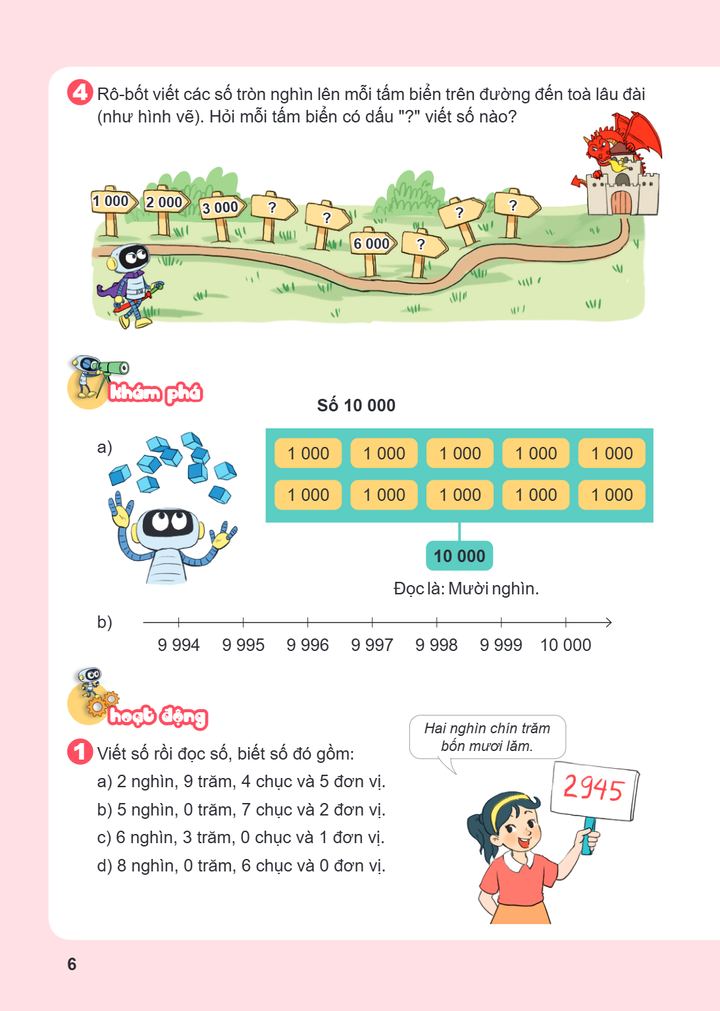 4 Rô-bốt viết các số tròn nghìn lên mỗi tấm biển trên đường đến toà lâu đài
(như hình vẽ). Hỏi mỗi tấm biển có dấu "?" viết số nào?
1 000 2 000 3 000 ? ? 6 000 ? ? ?
khám phá
Số 10 000
a)
1 000 1 000 1 000 1 000 1 000
1 000 1 000 1 000 1 000 1 000
10 000
Đọc là: Mười nghìn.
b)
9 994 9 995 9 996 9 997 9 998 9 999 10 000
hoạt động
1 Viết số rồi đọc số, biết số đó gồm:
a) 2 nghìn, 9 trăm, 4 chục và 5 đơn vị.
b) 5 nghìn, 0 trăm, 7 chục và 2 đơn vị.
c) 6 nghìn, 3 trăm, 0 chục và 1 đơn vị.
d) 8 nghìn, 0 trăm, 6 chục và 0 đơn vị.
Hai nghìn chín trăm
bốn mươi lăm.
2945
6